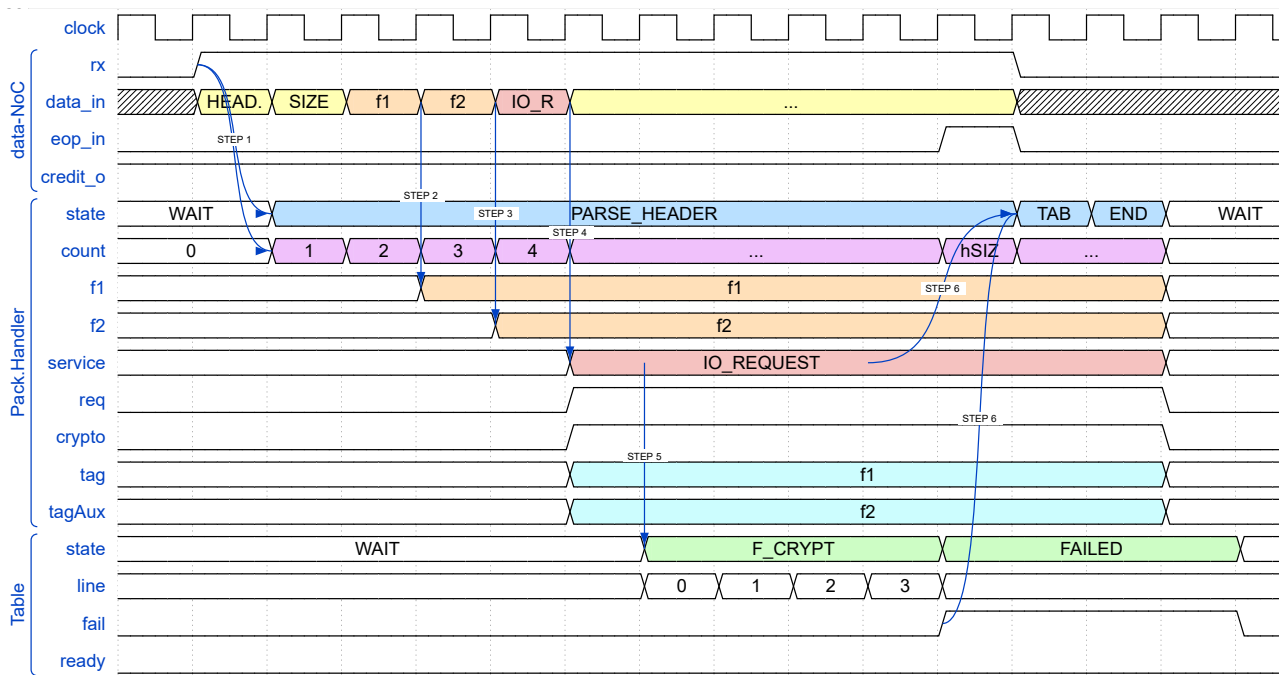 clock
data-NoC
rx
data_in HEAD. SIZE f1 f2 IO_R ...
STEP 1
eop_in
credit_o
STEP 2
Pack.Handler
state WAIT PARSE_HEADER TAB END WAIT
STEP 3
STEP 4
count 0 1 2 3 4 ... hSIZ ...
f1 f1
STEP 6
f2 f2
service IO_REQUEST
req
STEP 6
crypto
STEP 5
tag f1
tagAux f2
Table
state WAIT F_CRYPT FAILED
line 0 1 2 3
fail
ready